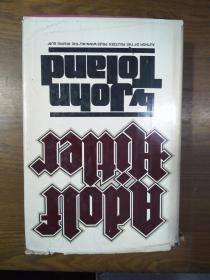 Adolf
Hitler
by John
Toland
AUTHOR OF THE PULITZER PRIZE WINNING THE RISING SUN